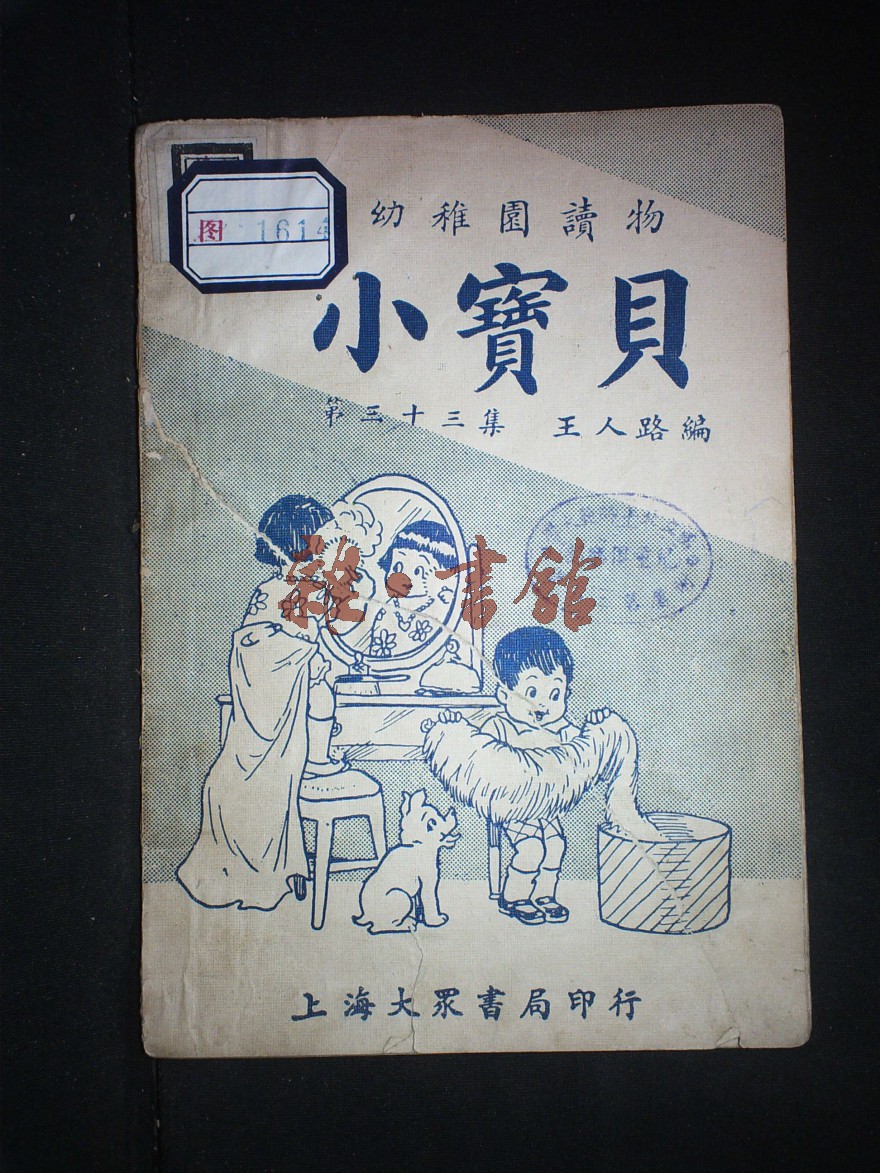 图 1614
幼稚園讀物
小寶貝
第三十三集 王人路編
雜·書館
上海大眾書局印行